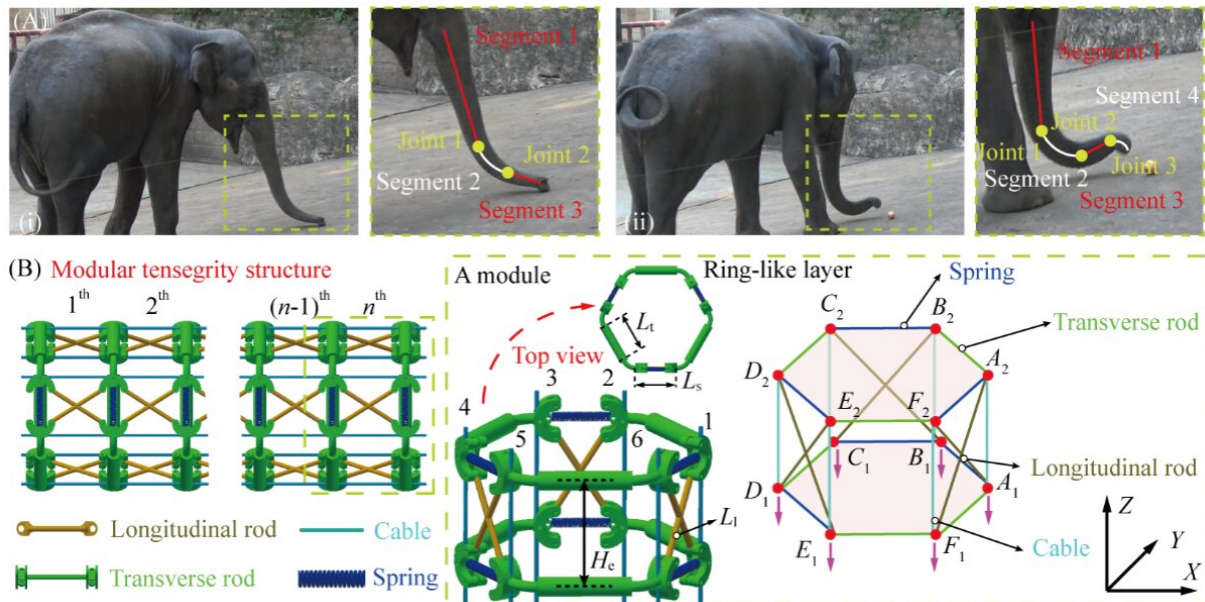 (A)
(i)
Segment 1
Joint 1
Joint 2
Segment 2
Segment 3
(ii)
Segment 1
Segment 4
Joint 2
Joint 1
Joint 3
Segment 2
Segment 3
(B) Modular tensegrity structure
1th 2th (n-1)th nth
Longitudinal rod
Cable
Transverse rod
Spring
A module
Ring-like layer
Top view
Lt
Ls
3 2
4 1
5 6
Ll
He
Spring
C2 B2
Transverse rod
A2
D2
E2 F2
C1 B1
Longitudinal rod
D1 A1
E1 F1
Cable
Z
Y
X